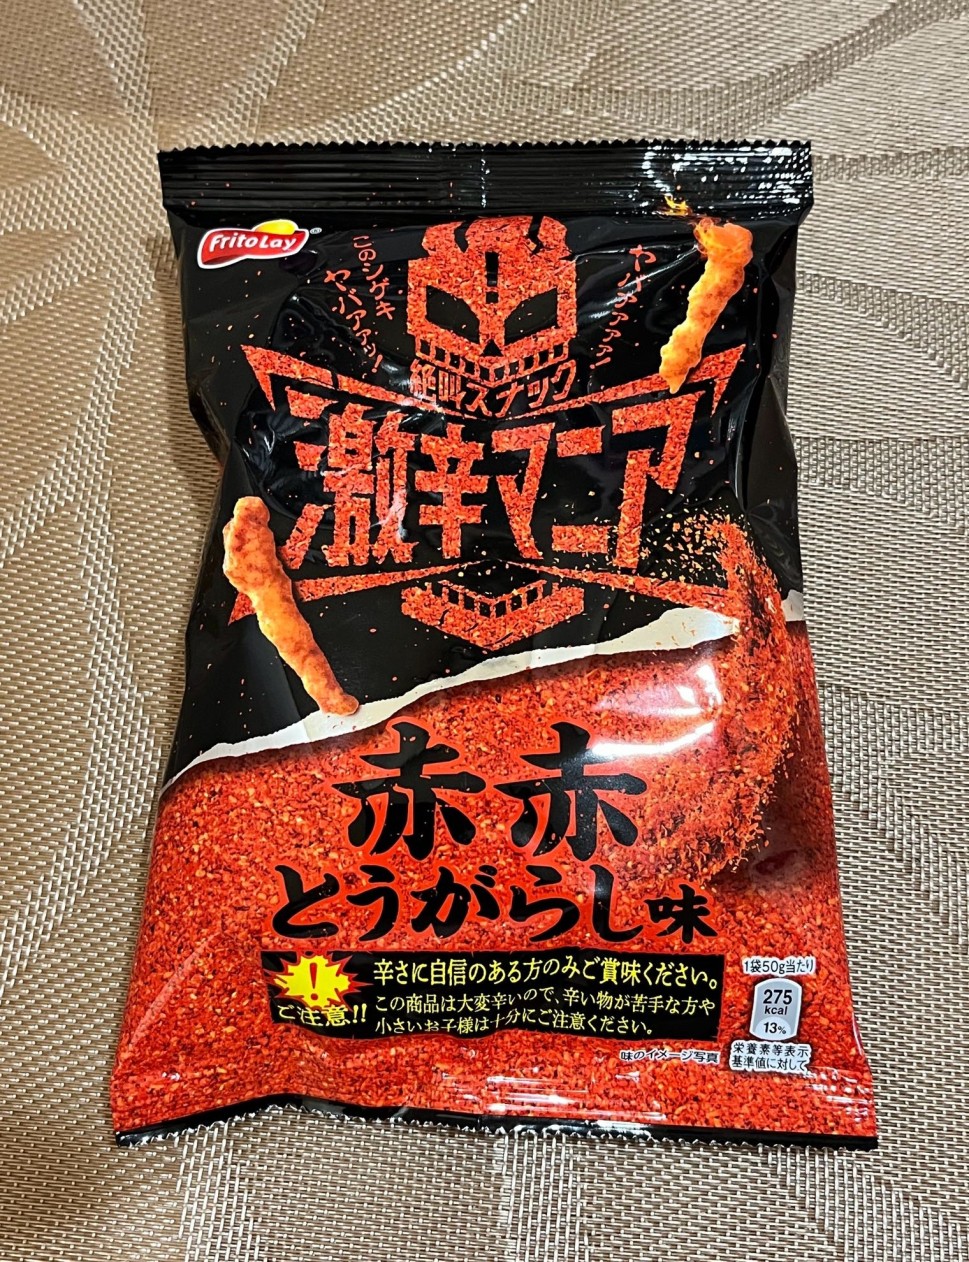 FritoLay®
このシゲキ
ヤバァァッ!
ヤバァァァン!
絶叫スナック
激辛マニア
赤赤
とうがらし味
!
ご注意!!
辛さに自信のある方のみご賞味ください。
この商品は大変辛いので、辛い物が苦手な方や
小さいお子様は十分にご注意ください。
味のイメージ写真
1袋50g当たり
275
kcal
13%
栄養素等表示
基準値に対して